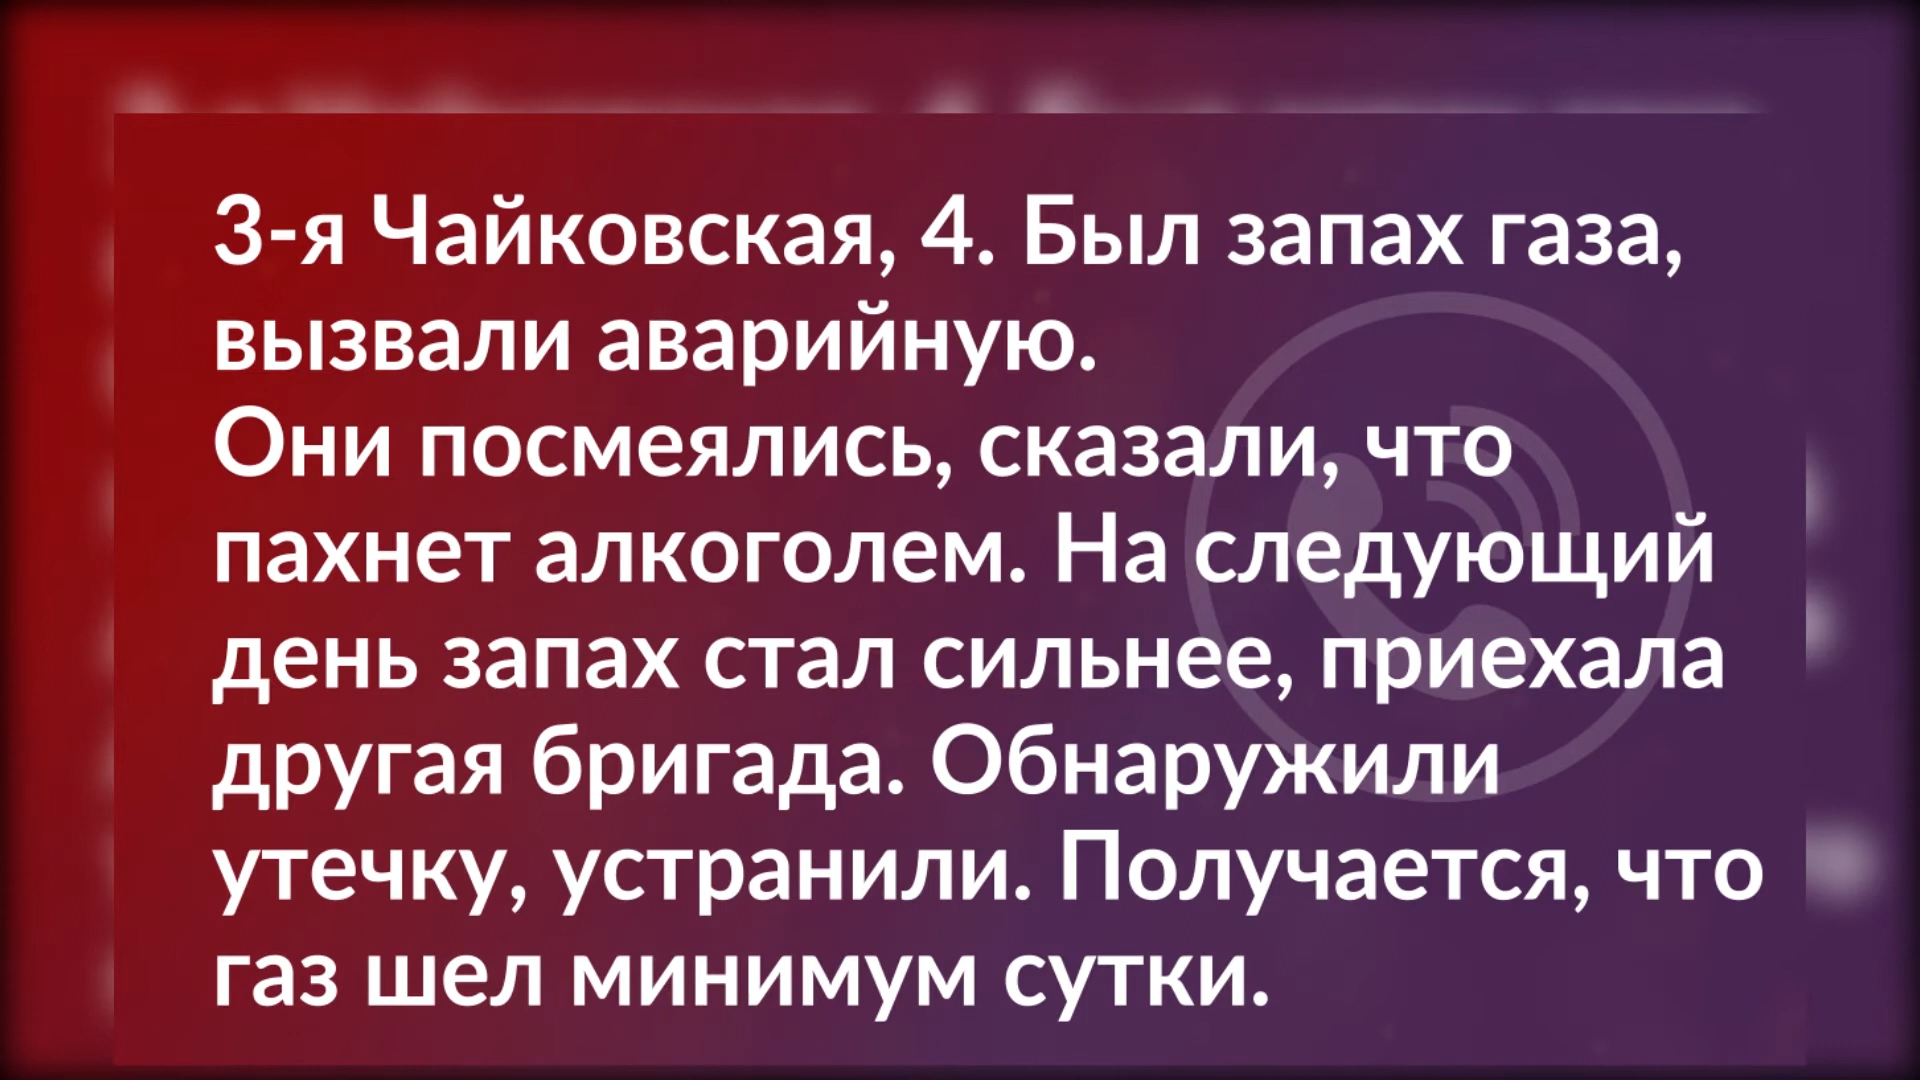 3-я Чайковская, 4. Был запах газа,
вызвали аварийную.
Они посмеялись, сказали, что
пахнет алкоголем. На следующий
день запах стал сильнее, приехала
другая бригада. Обнаружили
утечку, устранили. Получается, что
газ шел минимум сутки.